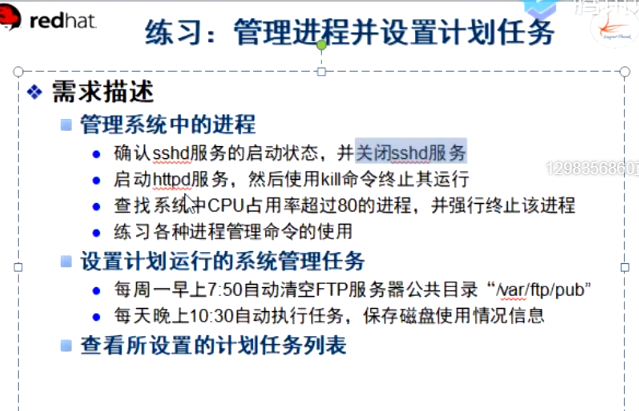 redhat.
练习：管理进程并设置计划任务
需求描述
管理系统中的进程
确认sshd服务的启动状态，并关闭sshd服务
启动httpd服务，然后使用kill命令终止其运行
查找系统中CPU占用率超过80的进程，并强行终止该进程
练习各种进程管理命令的使用
设置计划运行的系统管理任务
每周一早上7:50自动清空FTP服务器公共目录“/var/ftp/pub”
每天晚上10:30自动执行任务，保存磁盘使用情况信息
查看所设置的计划任务列表